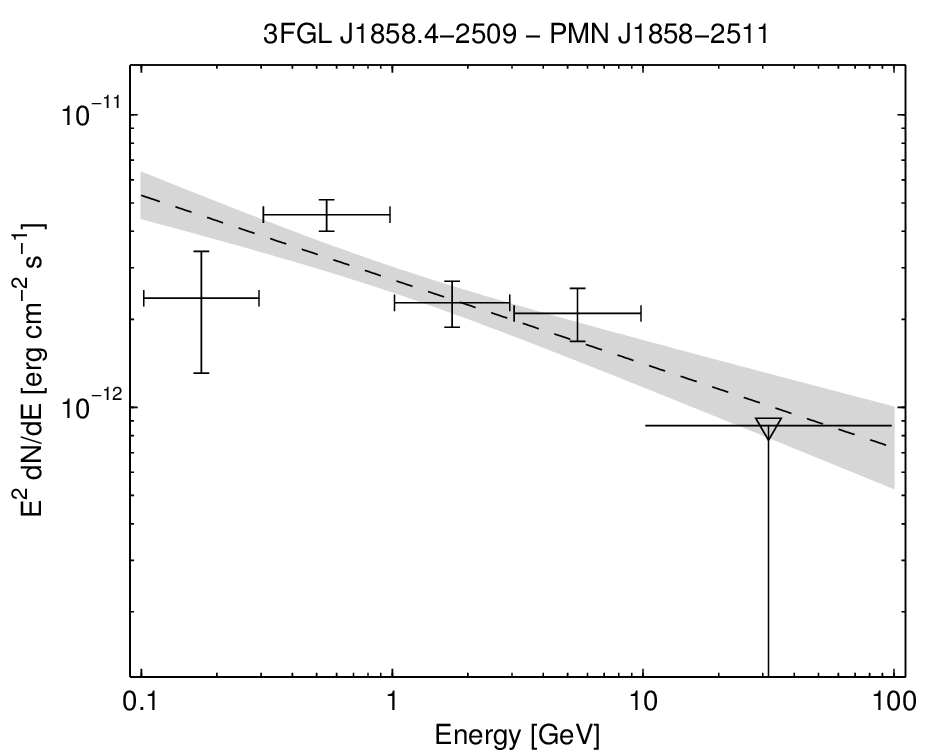 3FGL J1858.4−2509 − PMN J1858−2511
10⁻¹¹
10⁻¹²
E² dN/dE [erg cm⁻² s⁻¹]
0.1 1 10 100
Energy [GeV]